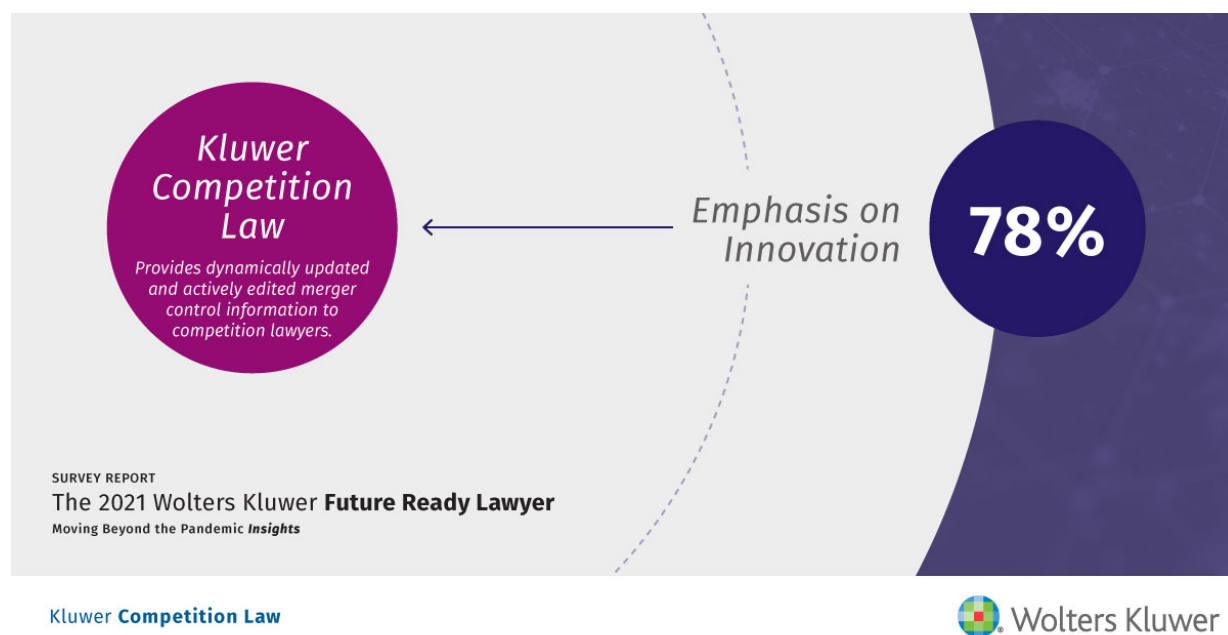 Kluwer
Competition
Law
Provides dynamically updated
and actively edited merger
control information to
competition lawyers.
Emphasis on
Innovation
78%
SURVEY REPORT
The 2021 Wolters Kluwer Future Ready Lawyer
Moving Beyond the Pandemic Insights
Kluwer Competition Law
Wolters Kluwer